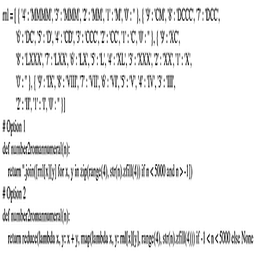 rnl = [ { '4' : 'MMMM', '3' : 'MMM', '2' : 'MM', '1' : 'M', '0' : '' }, { '9' : 'CM', '8' : 'DCCC', '7' : 'DCC',
'6' : 'DC', '5' : 'D', '4' : 'CD', '3' : 'CCC', '2' : 'CC', '1' : 'C', '0' : '' }, { '9' : 'XC',
'8' : 'LXXX', '7' : 'LXX', '6' : 'LX', '5' : 'L', '4' : 'XL', '3' : 'XXX', '2' : 'XX', '1' : 'X',
'0' : '' }, { '9' : 'IX', '8' : 'VIII', '7' : 'VII', '6' : 'VI', '5' : 'V', '4' : 'IV', '3' : 'III',
'2' : 'II', '1' : 'I', '0' : '' }]
# Option 1
def number2romannumeral(n):
return ''.join([rnl[x][y] for x, y in zip(range(4), str(n).zfill(4)) if n < 5000 and n > -1])
# Option 2
def number2romannumeral(n):
return reduce(lambda x, y: x + y, map(lambda x, y: rnl[x][y], range(4), str(n).zfill(4))) if -1 < n < 5000 else None